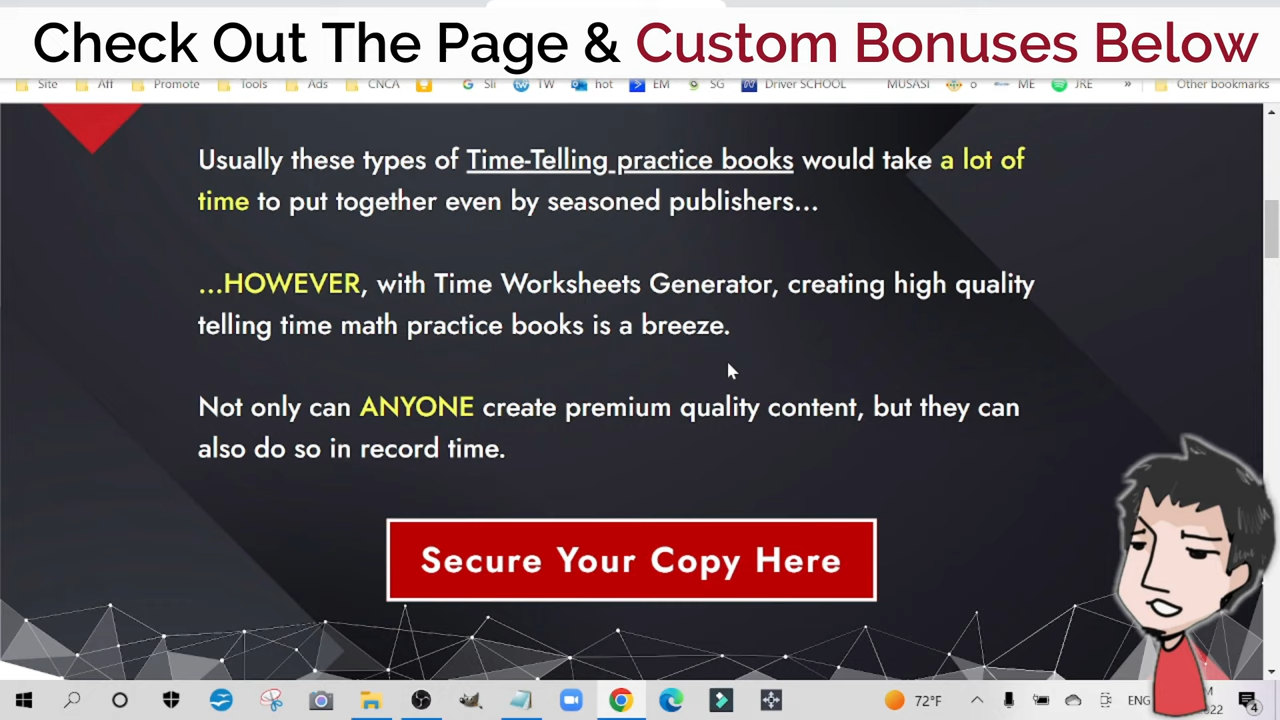 Check Out The Page & Custom Bonuses Below
Site Aff Promote Tools Ads CNCA Sli TW hot EM SG Driver SCHOOL MUSASI o ME JRE » Other bookmarks
Usually these types of Time-Telling practice books would take a lot of
time to put together even by seasoned publishers...
...HOWEVER, with Time Worksheets Generator, creating high quality
telling time math practice books is a breeze.
Not only can ANYONE create premium quality content, but they can
also do so in record time.
Secure Your Copy Here
72°F ENG 4